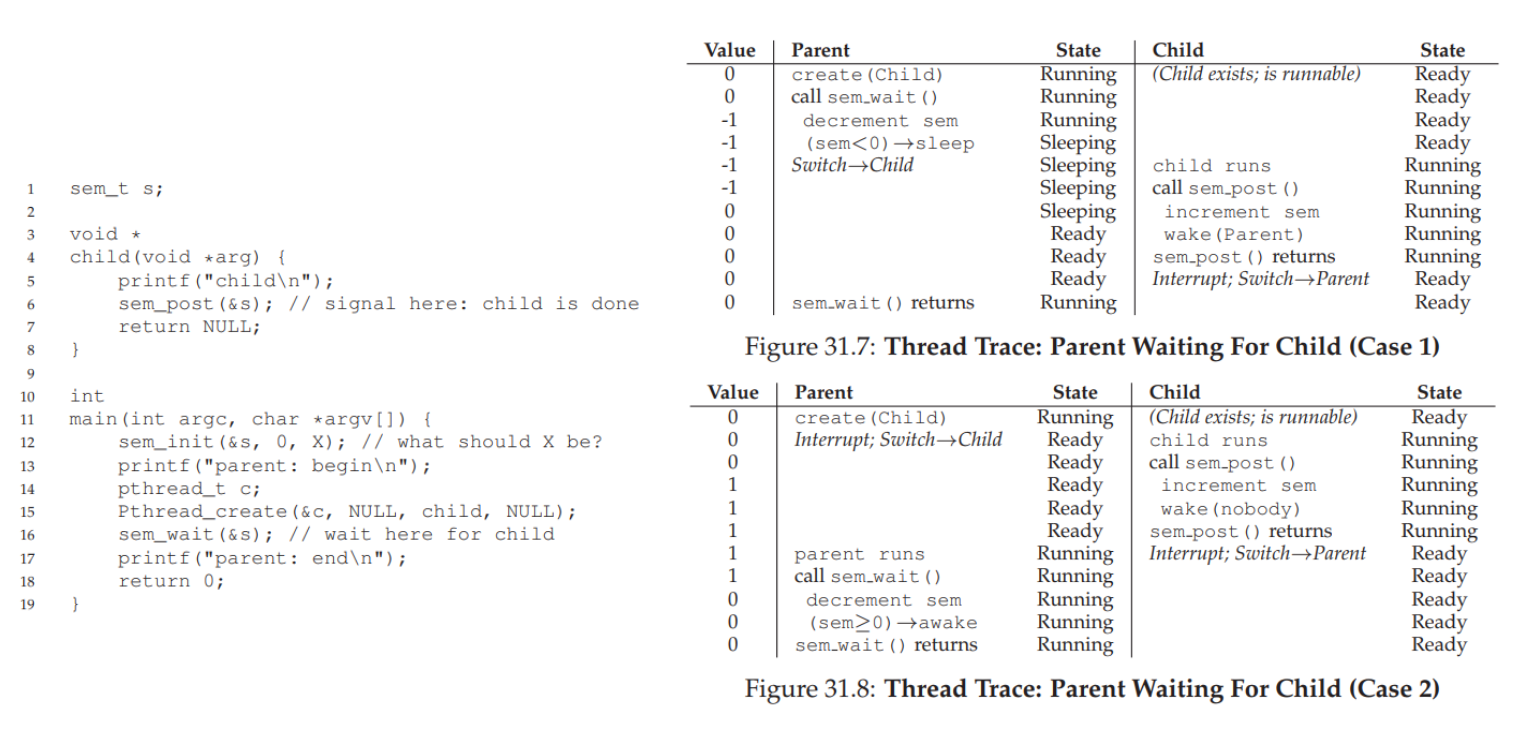 1 sem_t s;
2
3 void *
4 child(void *arg) {
5 printf("child\n");
6 sem_post(&s); // signal here: child is done
7 return NULL;
8 }
9
10 int
11 main(int argc, char *argv[]) {
12 sem_init(&s, 0, X); // what should X be?
13 printf("parent: begin\n");
14 pthread_t c;
15 Pthread_create(&c, NULL, child, NULL);
16 sem_wait(&s); // wait here for child
17 printf("parent: end\n");
18 return 0;
19 }
Value Parent State Child State
0 create(Child) Running (Child exists; is runnable) Ready
0 call sem_wait() Running Ready
-1 decrement sem Running Ready
-1 (sem<0)→sleep Sleeping Ready
-1 Switch→Child Sleeping child runs Running
-1 Sleeping call sem_post() Running
0 Sleeping increment sem Running
0 Ready wake(Parent) Running
0 Ready sem_post() returns Running
0 Ready Interrupt; Switch→Parent Ready
0 sem_wait() returns Running Ready
Figure 31.7: Thread Trace: Parent Waiting For Child (Case 1)
Value Parent State Child State
0 create(Child) Running (Child exists; is runnable) Ready
0 Interrupt; Switch→Child Ready child runs Running
0 Ready call sem_post() Running
1 Ready increment sem Running
1 Ready wake(nobody) Running
1 Ready sem_post() returns Running
1 parent runs Running Interrupt; Switch→Parent Ready
1 call sem_wait() Running Ready
0 decrement sem Running Ready
0 (sem≥0)→awake Running Ready
0 sem_wait() returns Running Ready
Figure 31.8: Thread Trace: Parent Waiting For Child (Case 2)